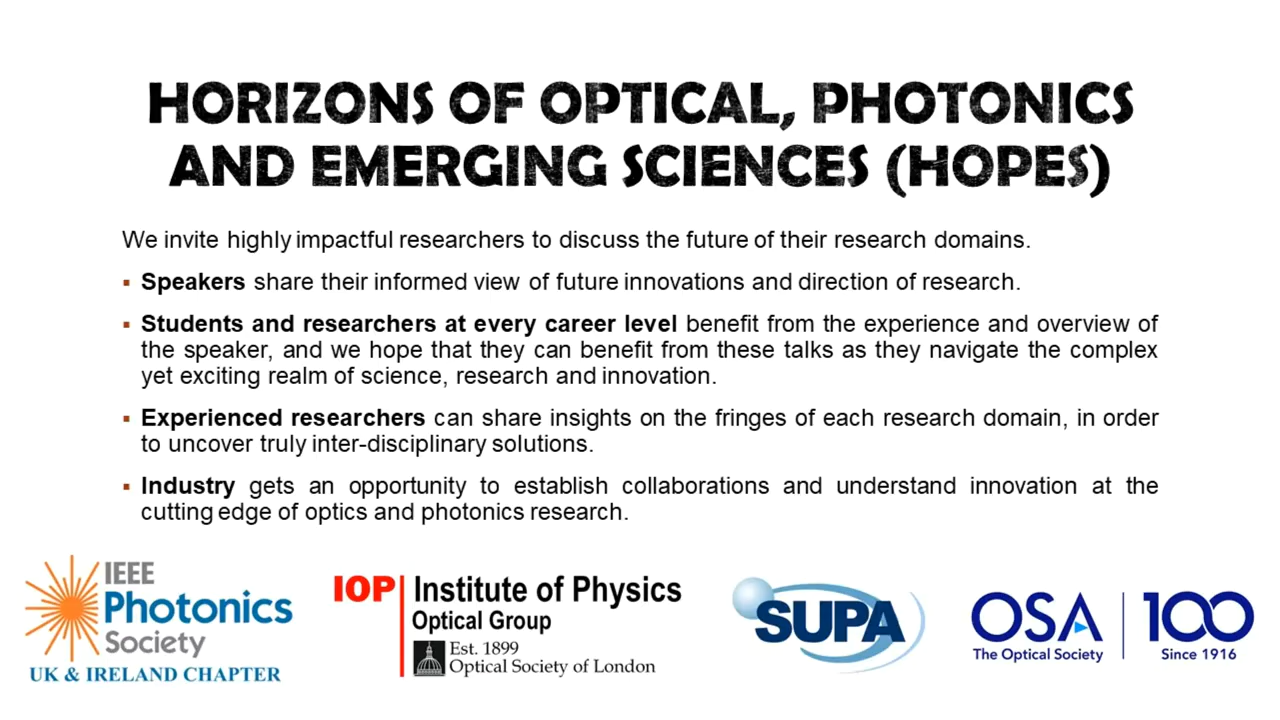 HORIZONS OF OPTICAL, PHOTONICS
AND EMERGING SCIENCES (HOPES)
We invite highly impactful researchers to discuss the future of their research domains.
▪ Speakers share their informed view of future innovations and direction of research.
▪ Students and researchers at every career level benefit from the experience and overview of
the speaker, and we hope that they can benefit from these talks as they navigate the complex
yet exciting realm of science, research and innovation.
▪ Experienced researchers can share insights on the fringes of each research domain, in order
to uncover truly inter-disciplinary solutions.
▪ Industry gets an opportunity to establish collaborations and understand innovation at the
cutting edge of optics and photonics research.
IEEE
Photonics
Society
UK & IRELAND CHAPTER
IOP Institute of Physics
Optical Group
Est. 1899
Optical Society of London
SUPA
OSA
The Optical Society
100
Since 1916